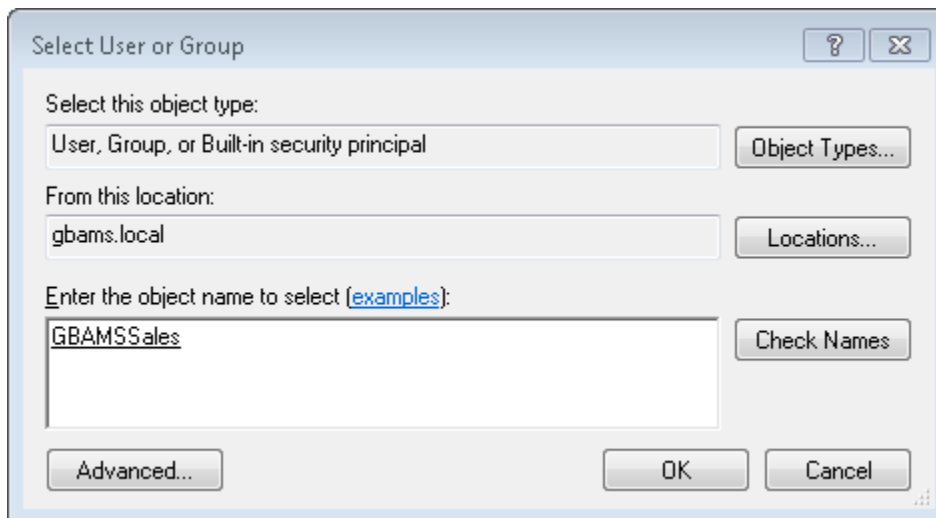 Select User or Group
Select this object type:
User, Group, or Built-in security principal
Object Types...
From this location:
gbams.local
Locations...
Enter the object name to select (examples):
GBAMSSales
Check Names
Advanced...
OK
Cancel